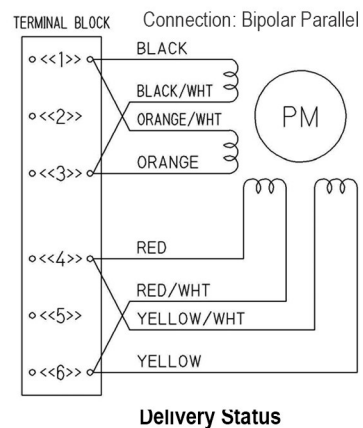 TERMINAL BLOCK
Connection: Bipolar Parallel
<<1>>
BLACK
BLACK/WHT
<<2>>
ORANGE/WHT
PM
ORANGE
<<3>>
RED
<<4>>
RED/WHT
<<5>>
YELLOW/WHT
YELLOW
<<6>>
Delivery Status